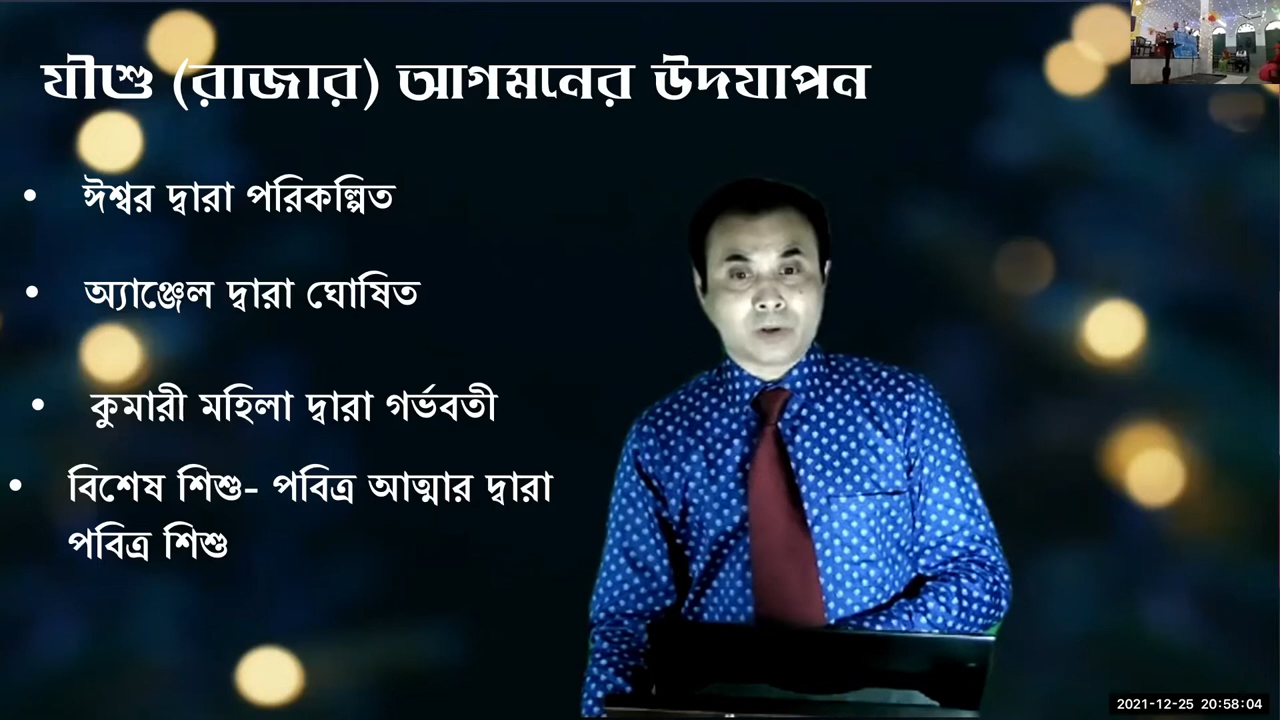 যীশু (রাজার) আগমনের উদযাপন
• ঈশ্বর দ্বারা পরিকল্পিত
• অ্যাঞ্জেল দ্বারা ঘোষিত
• কুমারী মহিলা দ্বারা গর্ভবতী
• বিশেষ শিশু- পবিত্র আত্মার দ্বারা
পবিত্র শিশু
2021-12-25 20:58:04